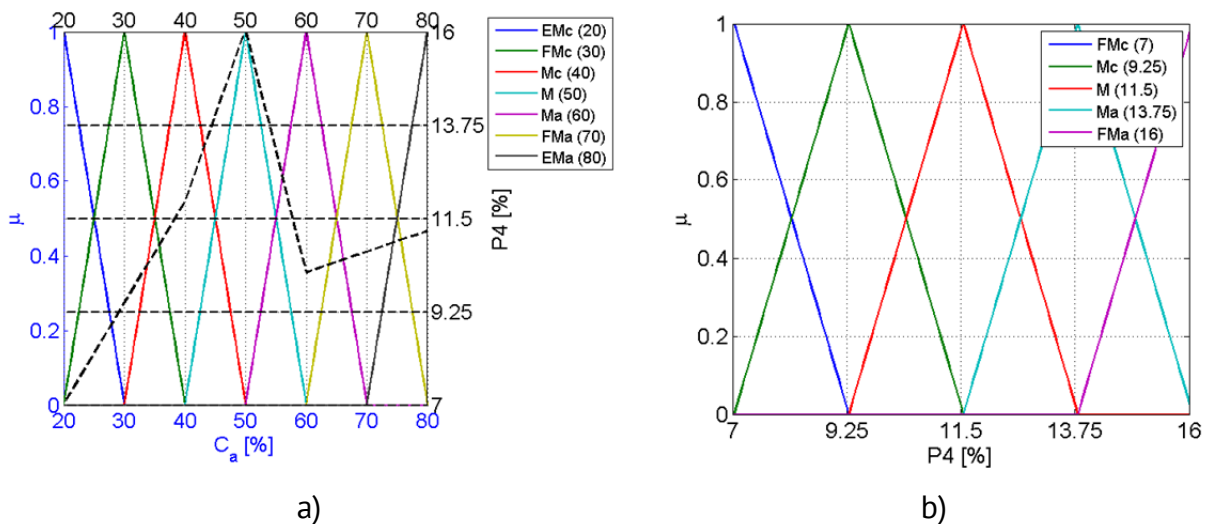 20 30 40 50 60 70 80
1 0.8 0.6 0.4 0.2 0
μ
16 13.75 11.5 9.25 7
P4 [%]
20 30 40 50 60 70 80
C_a [%]
EMc (20)
FMc (30)
Mc (40)
M (50)
Ma (60)
FMa (70)
EMa (80)
a)
1 0.8 0.6 0.4 0.2 0
μ
7 9.25 11.5 13.75 16
P4 [%]
FMc (7)
Mc (9.25)
M (11.5)
Ma (13.75)
FMa (16)
b)